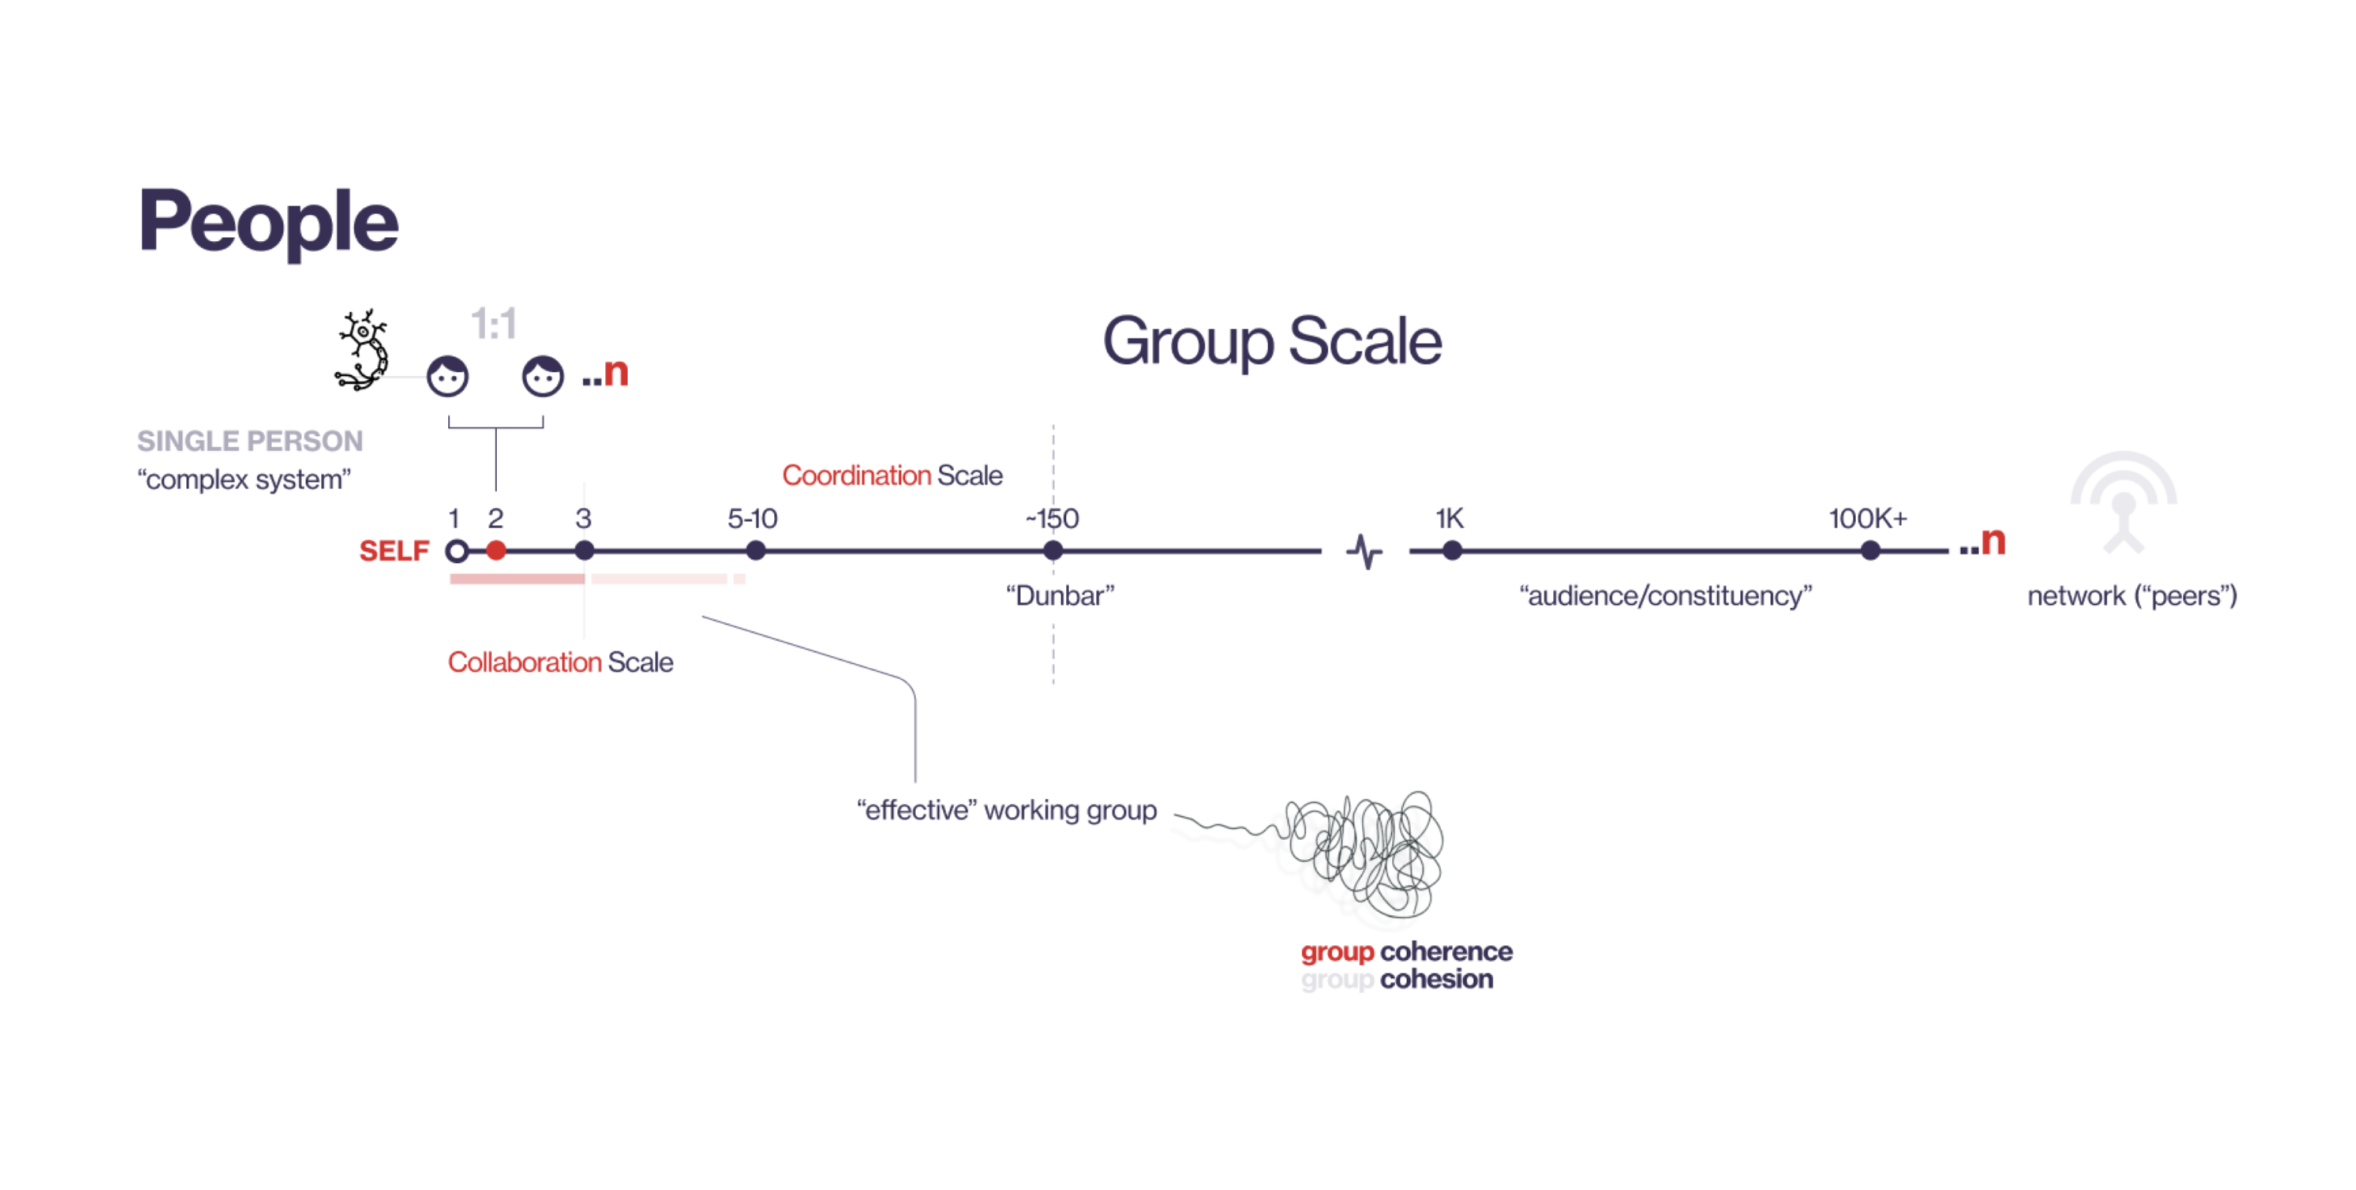 People
1:1
..n
Group Scale
SINGLE PERSON
“complex system”
Coordination Scale
1 2 3 5-10 ~150 1K 100K+
SELF
..n
“Dunbar”
“audience/constituency”
network (“peers”)
Collaboration Scale
“effective” working group
group coherence
group cohesion